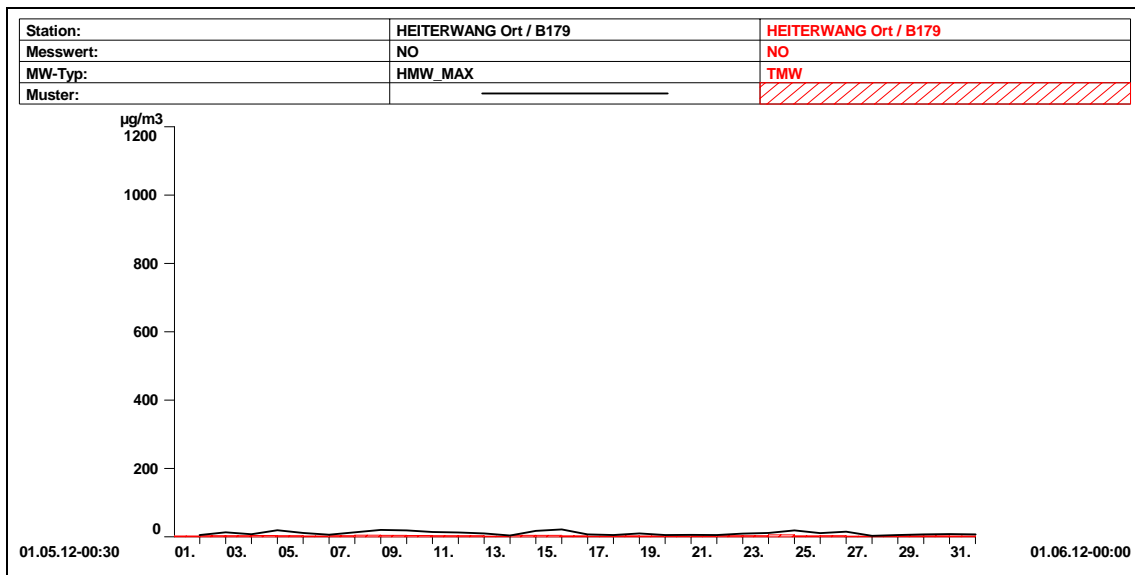 Station: HEITERWANG Ort / B179 HEITERWANG Ort / B179
Messwert: NO NO
MW-Typ: HMW_MAX TMW
Muster:
µg/m3
1200
1000
800
600
400
200
0
01.05.12-00:30 01. 03. 05. 07. 09. 11. 13. 15. 17. 19. 21. 23. 25. 27. 29. 31. 01.06.12-00:00